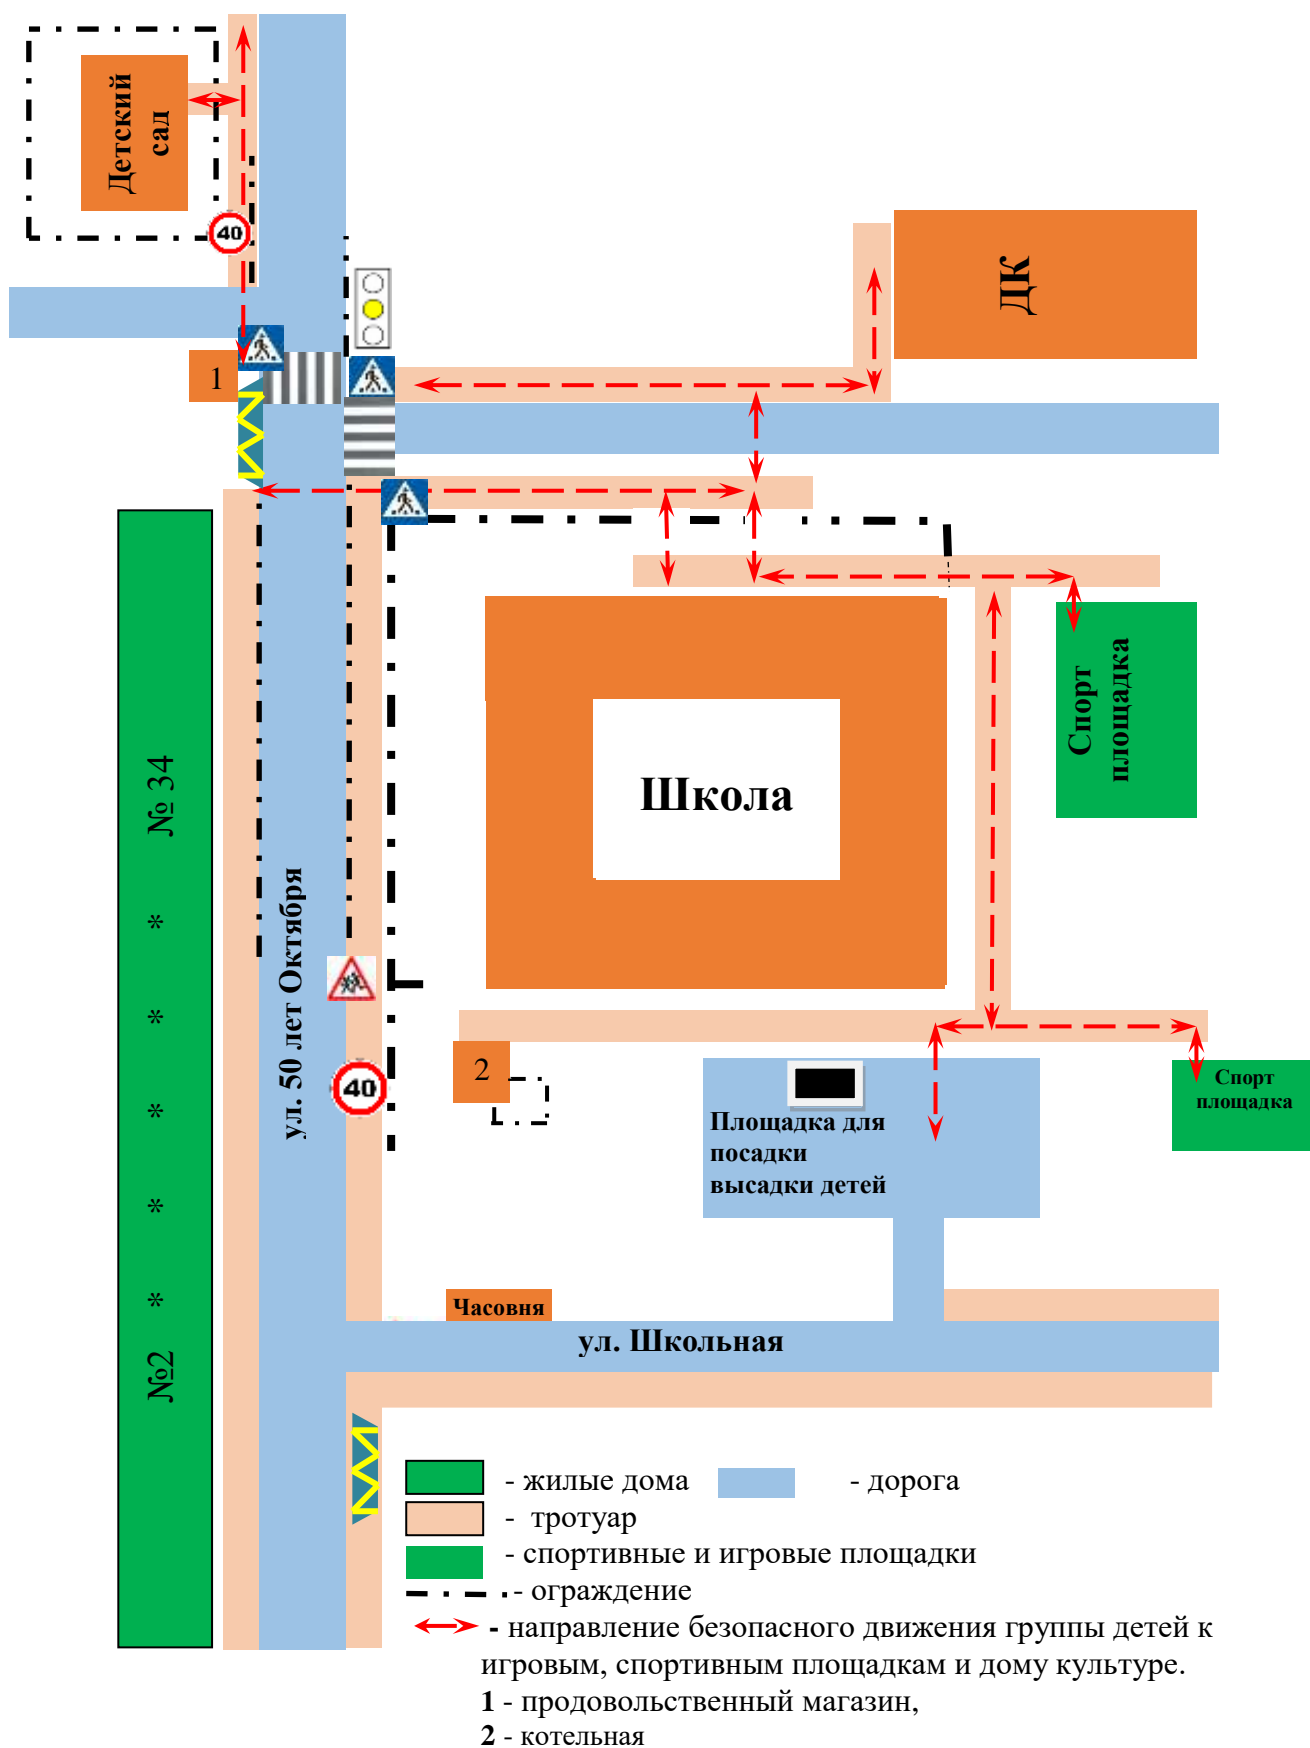 Детский
сад
40
ДК
1
Школа
Спорт
площадка
№ 34
*
*
*
*
*
№2
ул. 50 лет Октября
40
2
Спорт
площадка
Площадка для
посадки
высадки детей
Часовня
ул. Школьная
- жилые дома - дорога
- тротуар
- спортивные и игровые площадки
- ограждение
- направление безопасного движения группы детей к
игровым, спортивным площадкам и дому культуре.
1 - продовольственный магазин,
2 - котельная